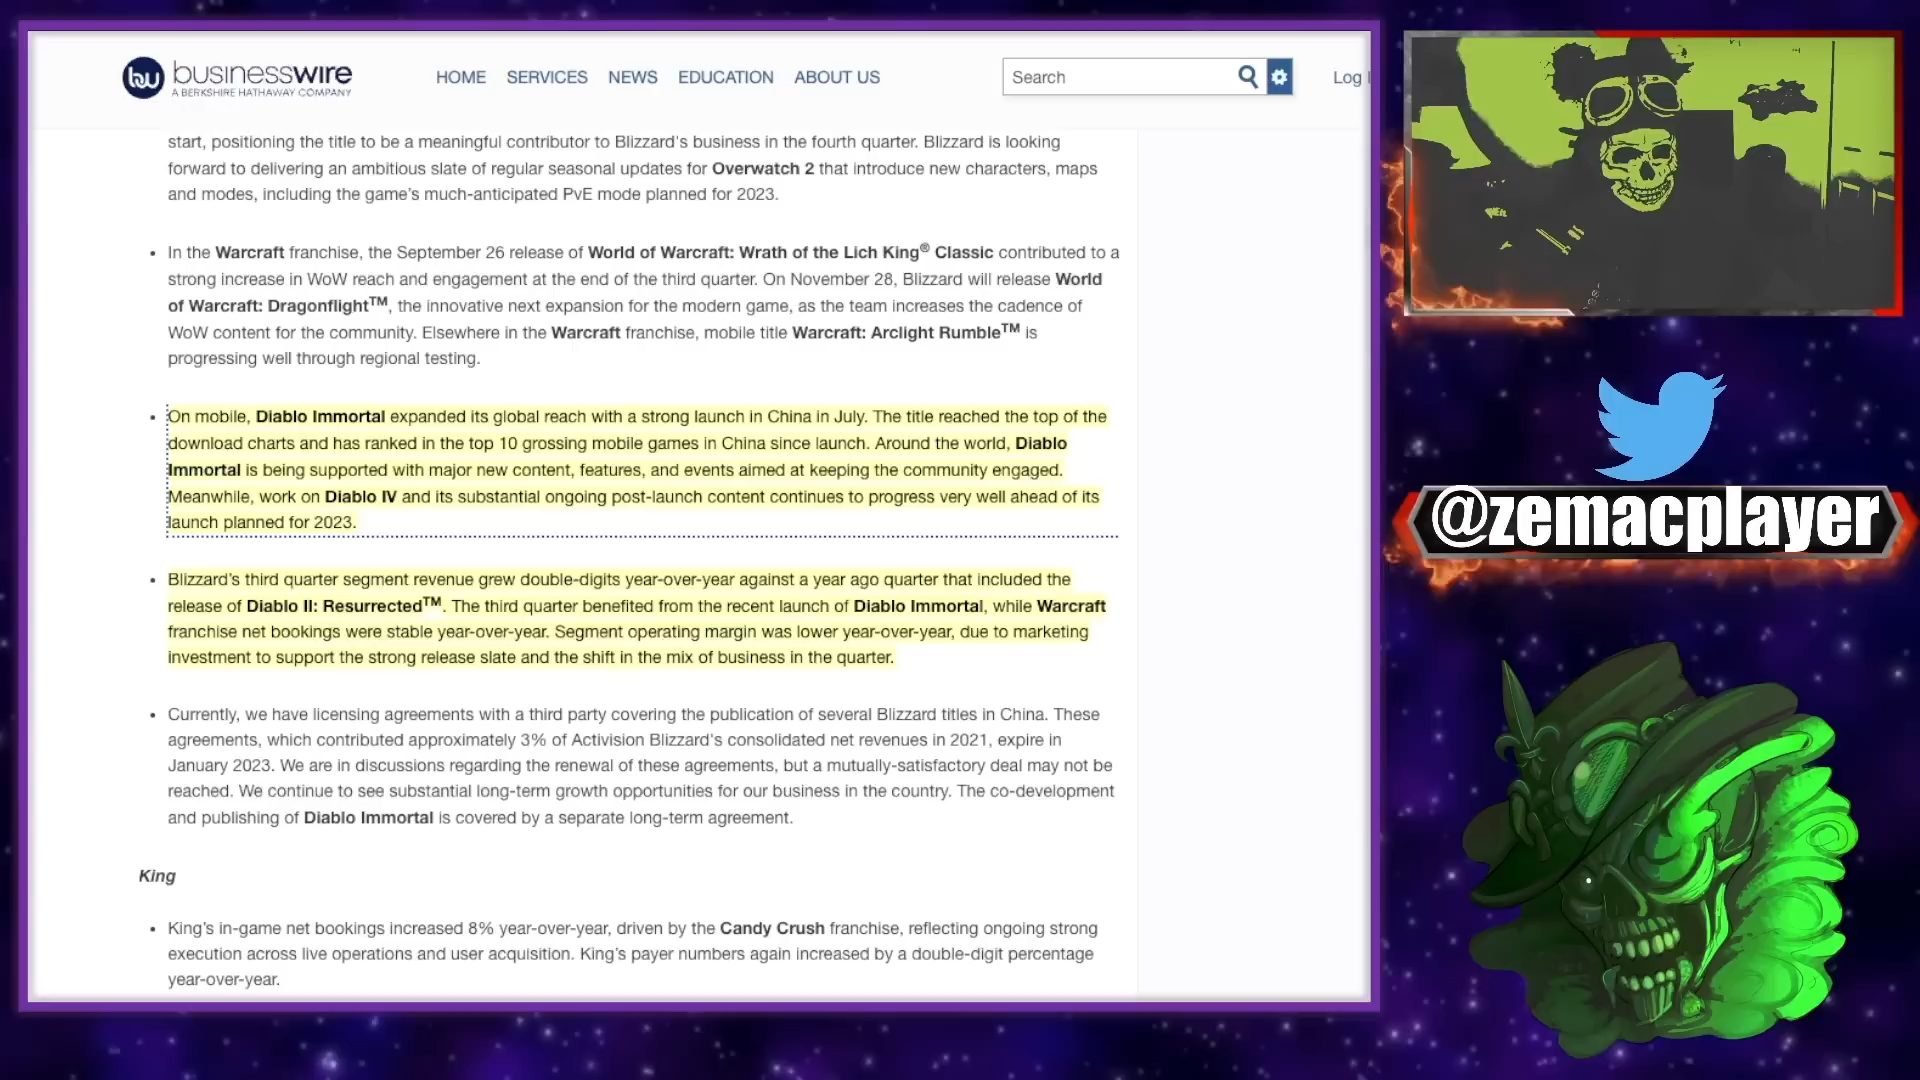 businesswire
A BERKSHIRE HATHAWAY COMPANY
HOME SERVICES NEWS EDUCATION ABOUT US
Search
Log
start, positioning the title to be a meaningful contributor to Blizzard's business in the fourth quarter. Blizzard is looking
forward to delivering an ambitious slate of regular seasonal updates for Overwatch 2 that introduce new characters, maps
and modes, including the game's much-anticipated PvE mode planned for 2023.
• In the Warcraft franchise, the September 26 release of World of Warcraft: Wrath of the Lich King® Classic contributed to a
strong increase in WoW reach and engagement at the end of the third quarter. On November 28, Blizzard will release World
of Warcraft: Dragonflight™, the innovative next expansion for the modern game, as the team increases the cadence of
WoW content for the community. Elsewhere in the Warcraft franchise, mobile title Warcraft: Arclight Rumble™ is
progressing well through regional testing.
• On mobile, Diablo Immortal expanded its global reach with a strong launch in China in July. The title reached the top of the
download charts and has ranked in the top 10 grossing mobile games in China since launch. Around the world, Diablo
Immortal is being supported with major new content, features, and events aimed at keeping the community engaged.
Meanwhile, work on Diablo IV and its substantial ongoing post-launch content continues to progress very well ahead of its
launch planned for 2023.
• Blizzard's third quarter segment revenue grew double-digits year-over-year against a year ago quarter that included the
release of Diablo II: Resurrected™. The third quarter benefited from the recent launch of Diablo Immortal, while Warcraft
franchise net bookings were stable year-over-year. Segment operating margin was lower year-over-year, due to marketing
investment to support the strong release slate and the shift in the mix of business in the quarter.
• Currently, we have licensing agreements with a third party covering the publication of several Blizzard titles in China. These
agreements, which contributed approximately 3% of Activision Blizzard's consolidated net revenues in 2021, expire in
January 2023. We are in discussions regarding the renewal of these agreements, but a mutually-satisfactory deal may not be
reached. We continue to see substantial long-term growth opportunities for our business in the country. The co-development
and publishing of Diablo Immortal is covered by a separate long-term agreement.
King
• King's in-game net bookings increased 8% year-over-year, driven by the Candy Crush franchise, reflecting ongoing strong
execution across live operations and user acquisition. King's payer numbers again increased by a double-digit percentage
year-over-year.
@zemacplayer